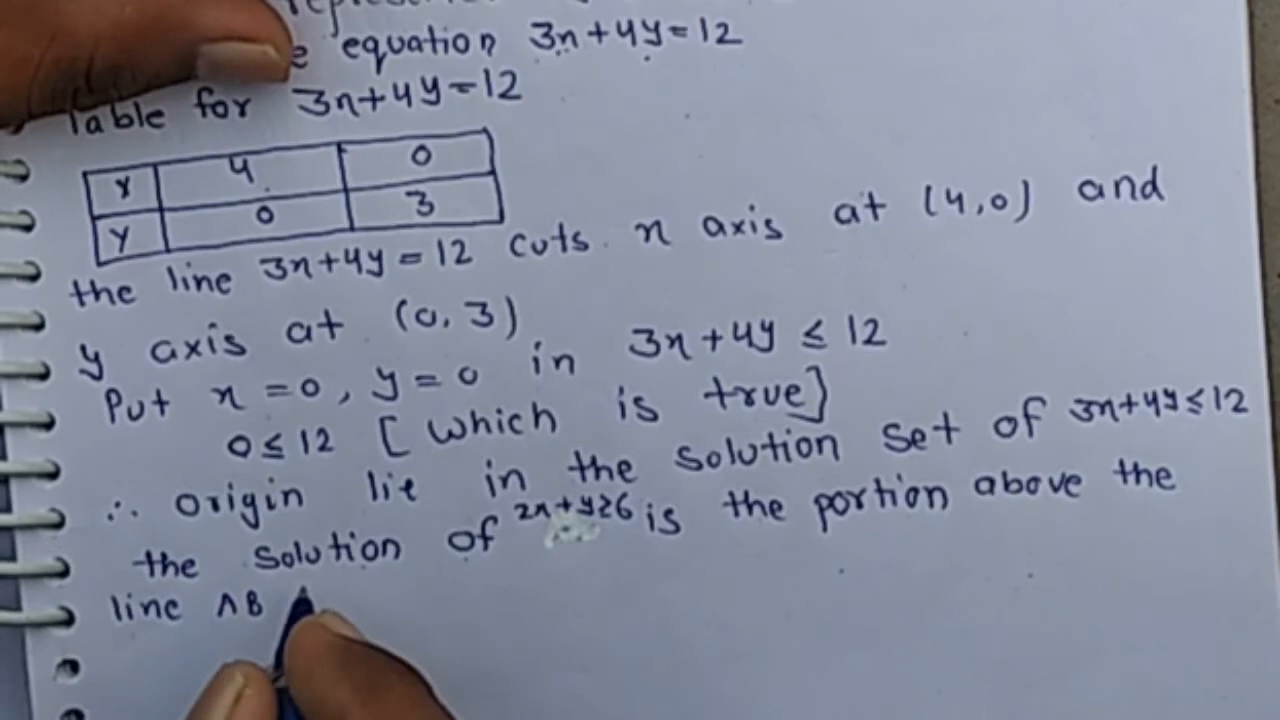 e equation 3x+4y=12
Table for 3x+4y=12
x 4 0
y 0 3
the line 3x+4y=12 cuts x axis at (4,0) and
y axis at (0,3)
Put x=0, y=0 in 3x+4y≤12
0≤12 [which is true]
∴ origin lie in the solution set of 3x+4y≤12
the solution of 2x+y≥6 is the portion above the
line AB